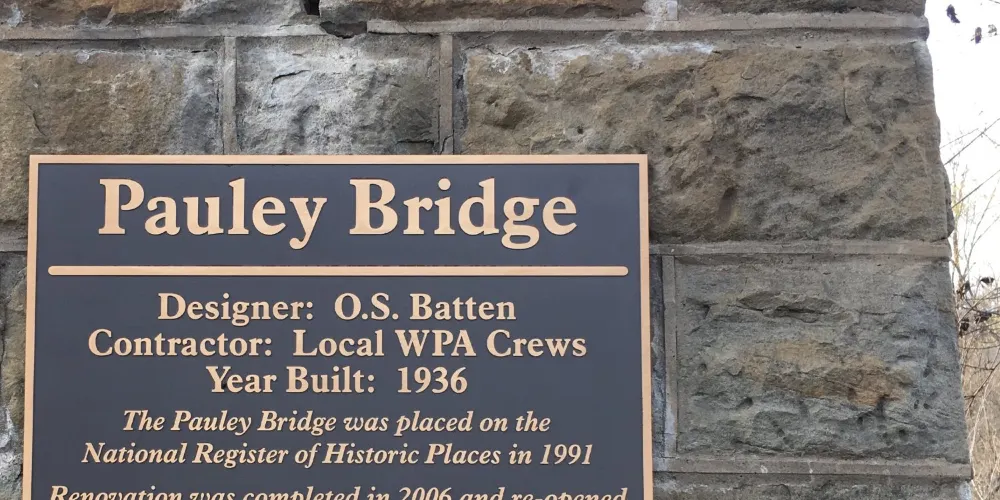 Pauley Bridge
Designer: O.S. Batten
Contractor: Local WPA Crews
Year Built: 1936
The Pauley Bridge was placed on the
National Register of Historic Places in 1991
Renovation was completed in 2006 and re-opened